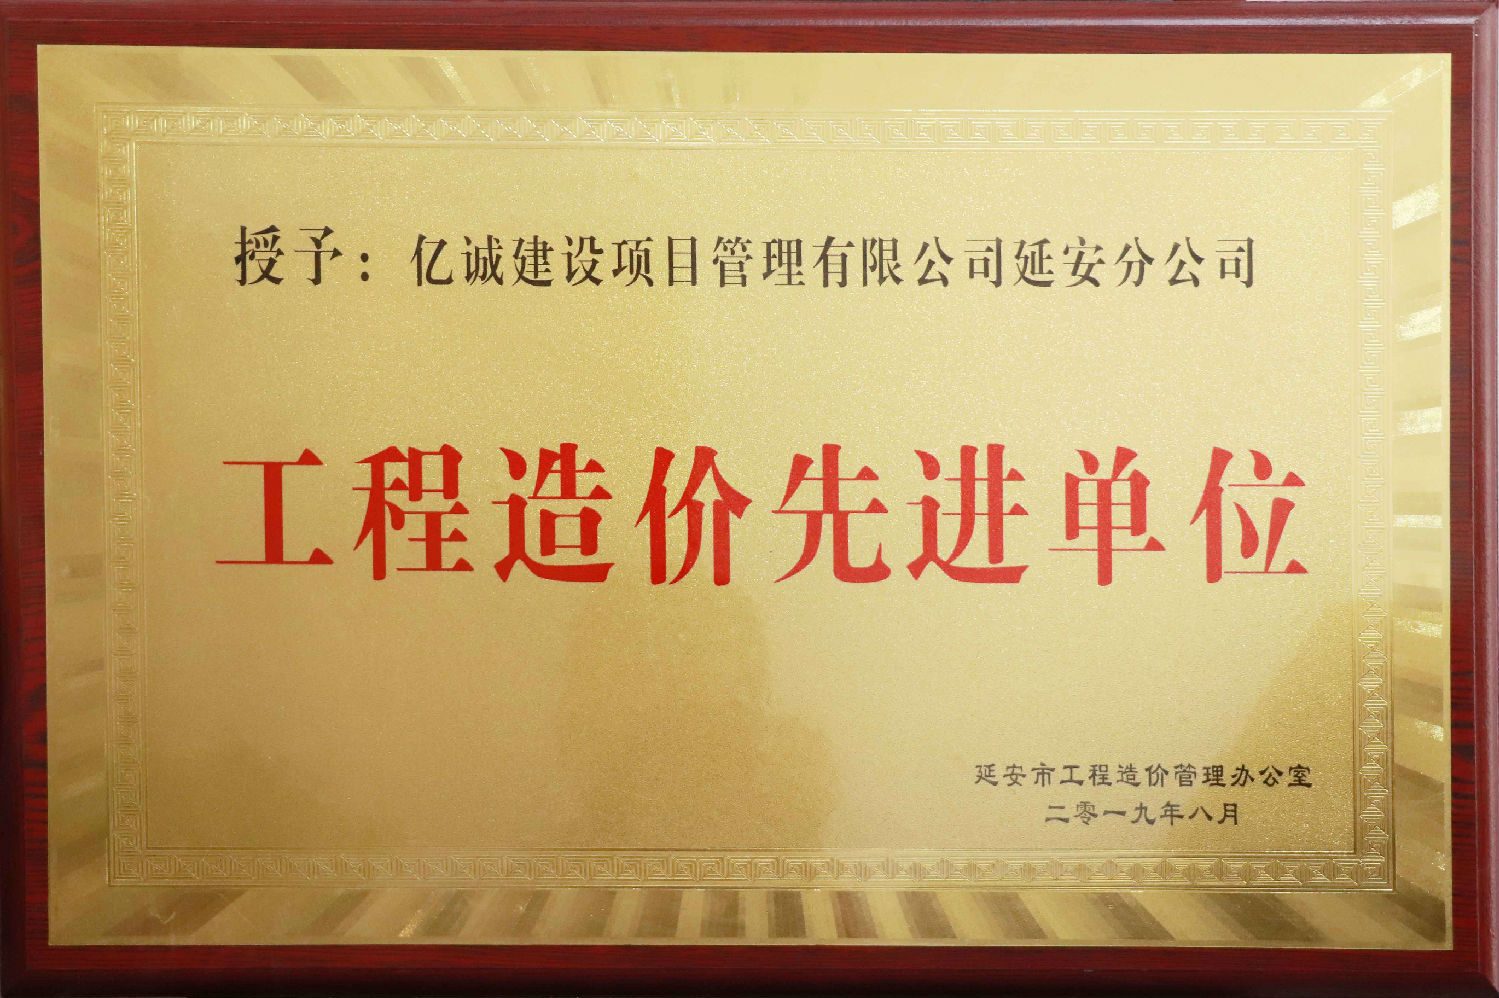 授予：亿诚建设项目管理有限公司延安分公司
工程造价先进单位
延安市工程造价管理办公室
二零一九年八月